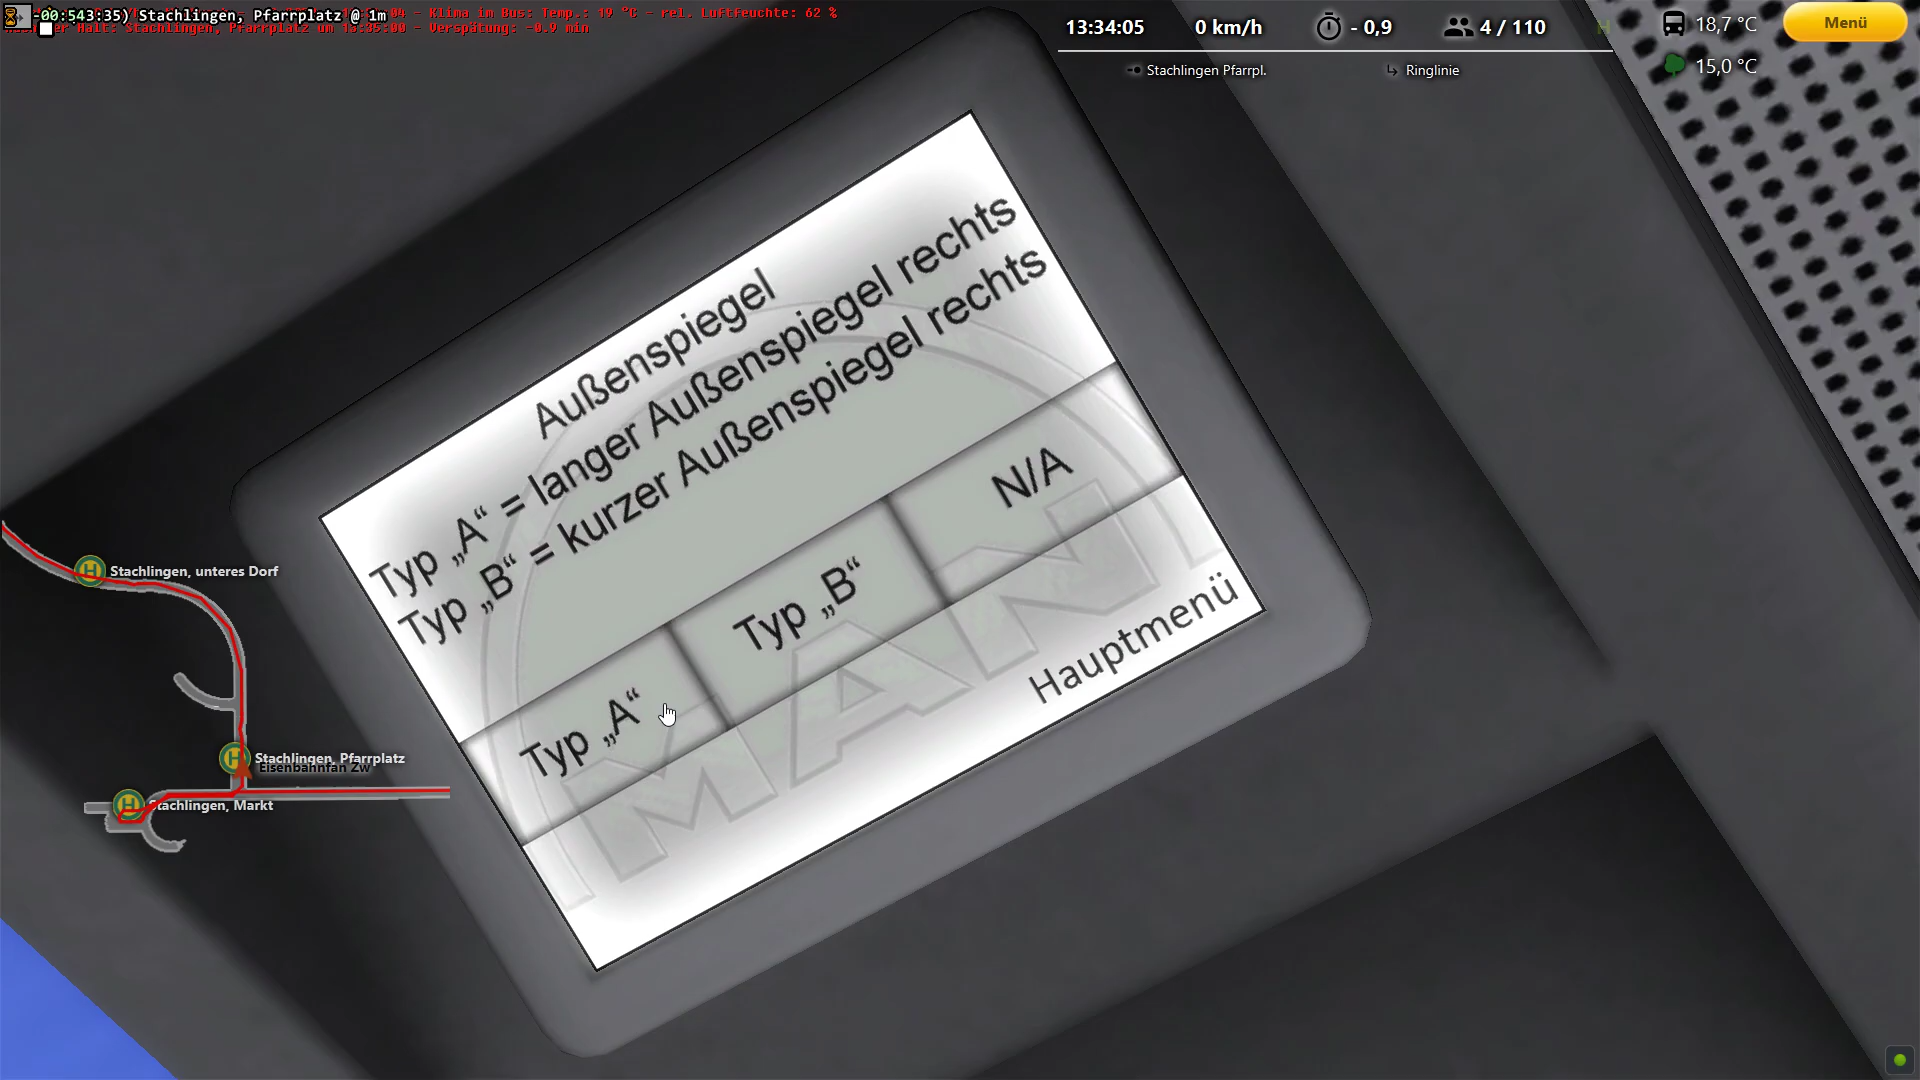 -00:543:35) Stachlingen, Pfarrplatz @ 1m
04 - Klima im Bus: Temp.: 19 °C - rel. Luftfeuchte: 62 %
Halt: Stachlingen, Pfarrplatz um 13:35:00 - Verspätung: -0.9 min
13:34:05
0 km/h
- 0,9
4 / 110
H
18,7 °C
Menü
Stachlingen Pfarrpl.
Ringlinie
15,0 °C
Außenspiegel
Typ „A“ = langer Außenspiegel rechts
Typ „B“ = kurzer Außenspiegel rechts
Typ „A“
Typ „B“
N/A
Hauptmenü
MAN
H Stachlingen, unteres Dorf
H Stachlingen, Pfarrplatz
Eisenbahnfan Zw
H Stachlingen, Markt